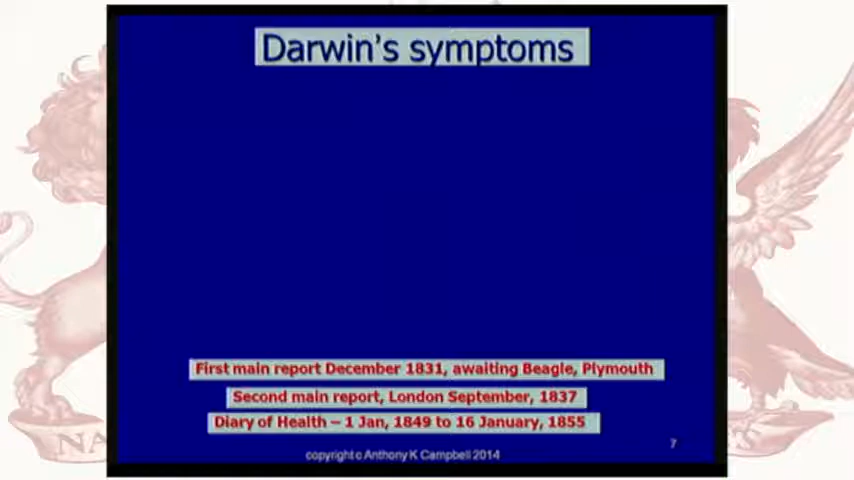 Darwin's symptoms
First main report December 1831, awaiting Beagle, Plymouth
Second main report, London September, 1837
Diary of Health – 1 Jan, 1849 to 16 January, 1855
7
copyright c Anthony K Campbell 2014
NA